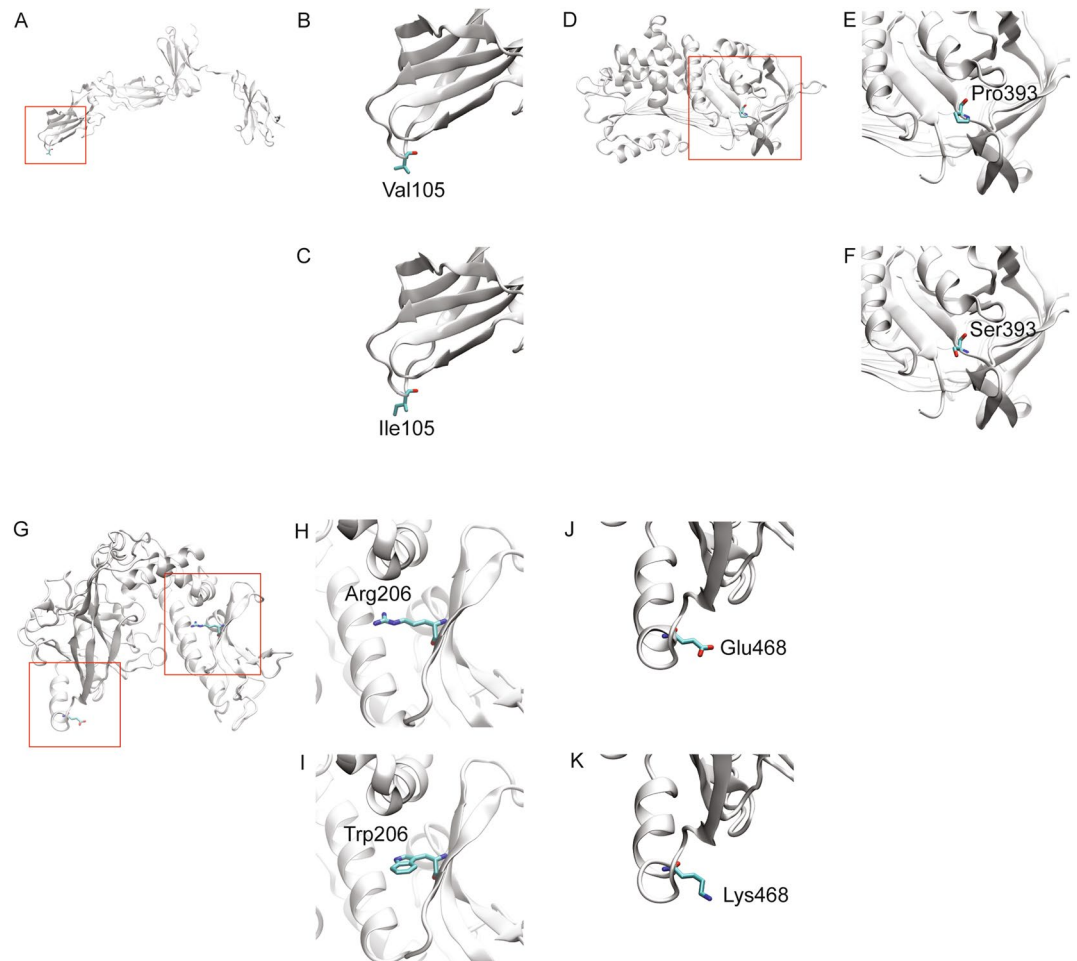 A
B
D
E
Pro393
Val105
C
F
Ser393
Ile105
G
H
J
Arg206
Glu468
I
K
Trp206
Lys468